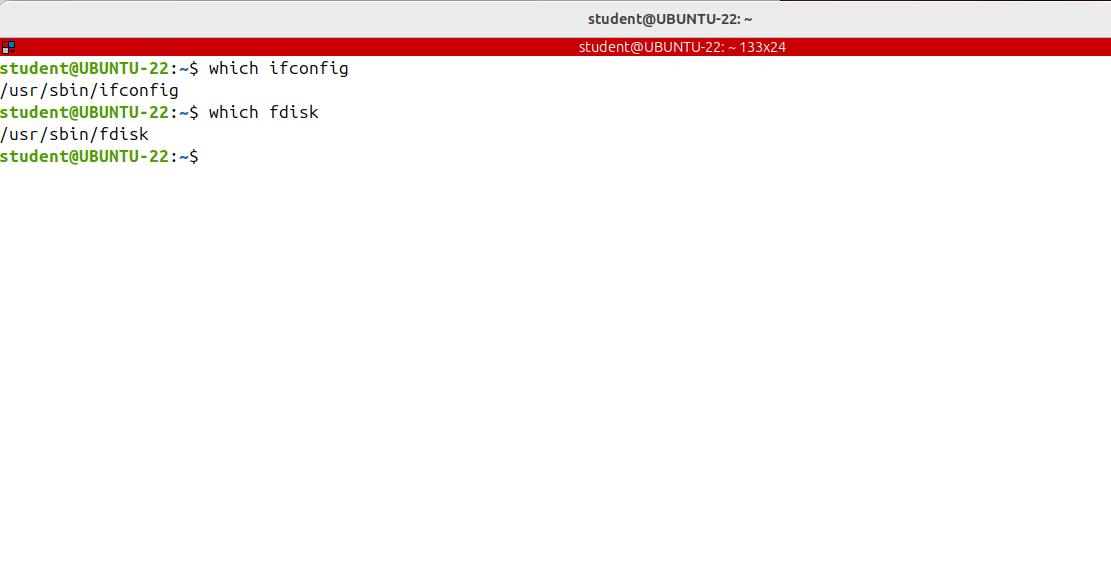 student@UBUNTU-22: ~
student@UBUNTU-22: ~ 133x24
student@UBUNTU-22:~$ which ifconfig
/usr/sbin/ifconfig
student@UBUNTU-22:~$ which fdisk
/usr/sbin/fdisk
student@UBUNTU-22:~$